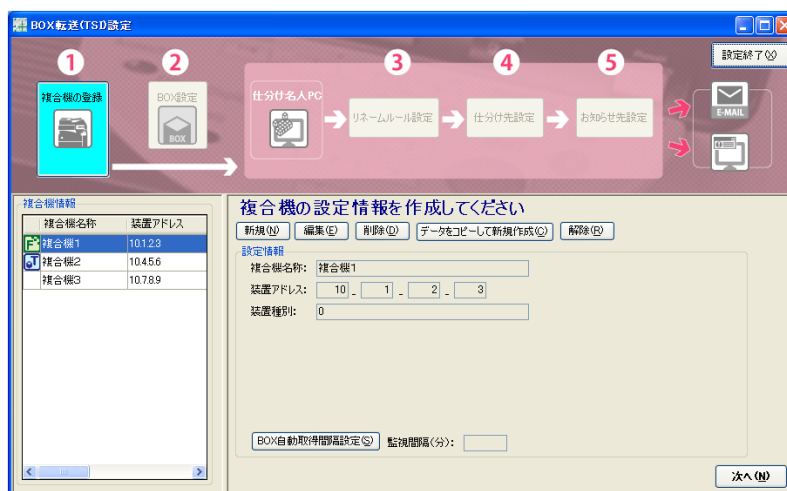 BOX転送(TSI)設定
1
2
3
4
5
設定終了(X)
複合機の登録
BOX設定
BOX
仕分け名人PC
リネームルール設定
仕分け先設定
お知らせ先設定
E-MAIL
複合機情報
複合機名称 装置アドレス
F 複合機1 10.1.2.3
T 複合機2 10.4.5.6
複合機3 10.7.8.9
複合機の設定情報を作成してください
新規(N) 編集(E) 削除(D) データをコピーして新規作成(C) 解除(R)
設定情報
複合機名称: 複合機1
装置アドレス: 10 - 1 - 2 - 3
装置種別: 0
BOX自動取得間隔設定(S) 監視間隔(分):
次へ(N)